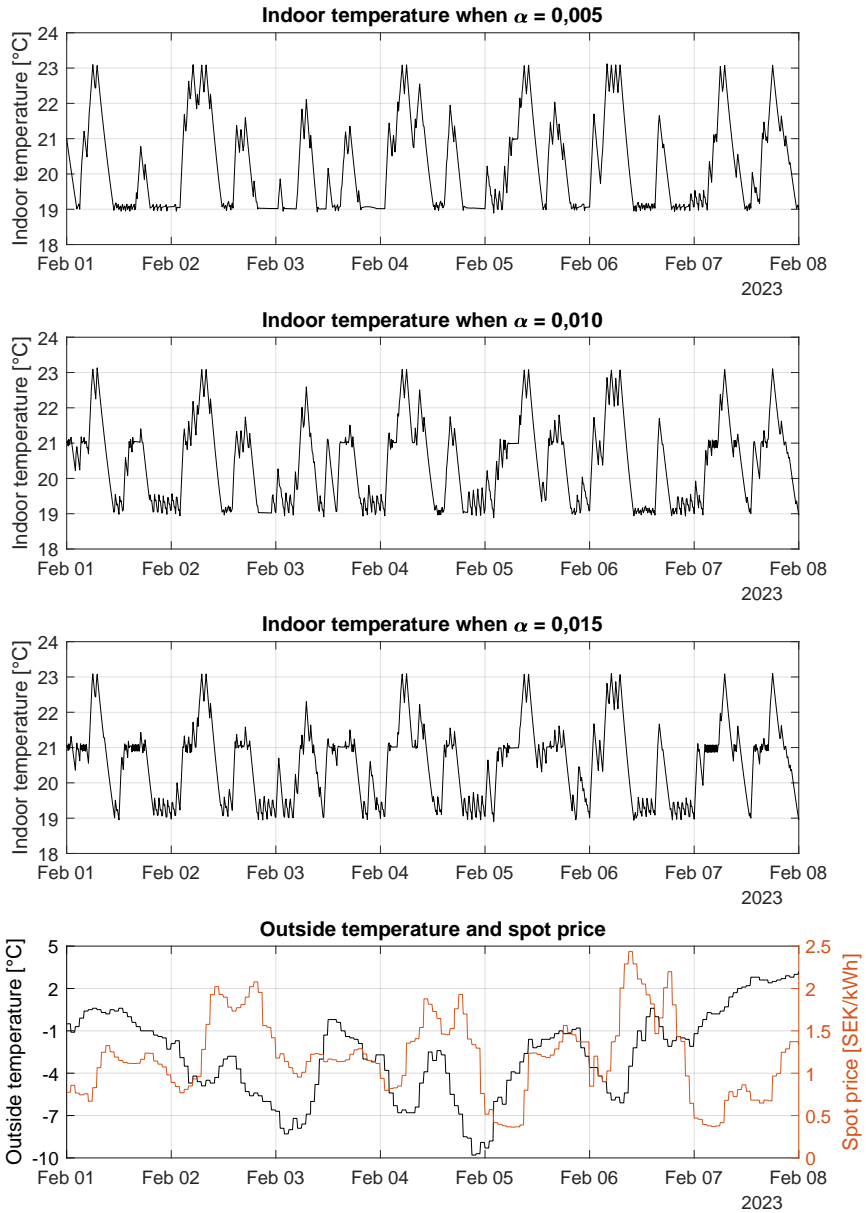 Indoor temperature when α = 0,005
Indoor temperature [°C]
24
23
22
21
20
19
18
Feb 01 Feb 02 Feb 03 Feb 04 Feb 05 Feb 06 Feb 07 Feb 08
2023
Indoor temperature when α = 0,010
Indoor temperature [°C]
24
23
22
21
20
19
18
Feb 01 Feb 02 Feb 03 Feb 04 Feb 05 Feb 06 Feb 07 Feb 08
2023
Indoor temperature when α = 0,015
Indoor temperature [°C]
24
23
22
21
20
19
18
Feb 01 Feb 02 Feb 03 Feb 04 Feb 05 Feb 06 Feb 07 Feb 08
2023
Outside temperature and spot price
Outside temperature [°C]
5
2
-1
-4
-7
-10
2.5
2
1.5
1
0.5
0
Spot price [SEK/kWh]
Feb 01 Feb 02 Feb 03 Feb 04 Feb 05 Feb 06 Feb 07 Feb 08
2023